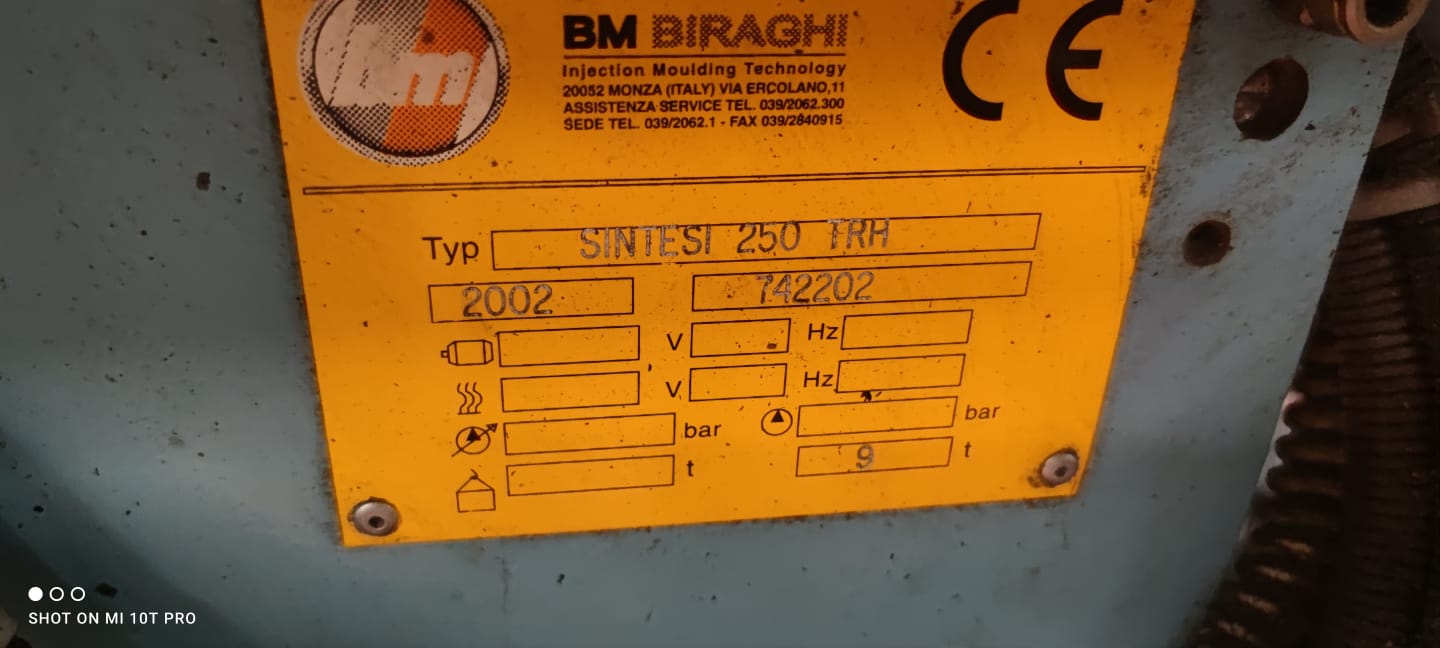 bm
BM BIRAGHI
Injection Moulding Technology
20052 MONZA (ITALY) VIA ERCOLANO,11
ASSISTENZA SERVICE TEL. 039/2062.300
SEDE TEL. 039/2062.1 - FAX 039/2840915
CE
Typ SINTESI 250 TRH
2002 742202
V Hz
V Hz
bar bar
t 9 t
SHOT ON MI 10T PRO